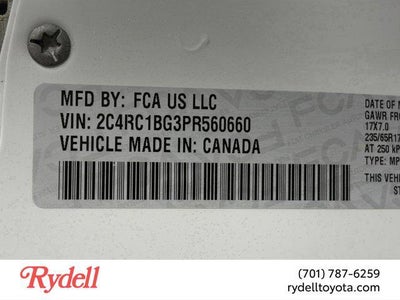 MFD BY: FCA US LLC
VIN: 2C4RC1BG3PR560660
VEHICLE MADE IN: CANADA
DATE OF M
GAWR FRO
17X7.0
235/65R17
AT 250 kP
TYPE: MP
THIS VEH
ST
Rydell
(701) 787-6259
rydelltoyota.com